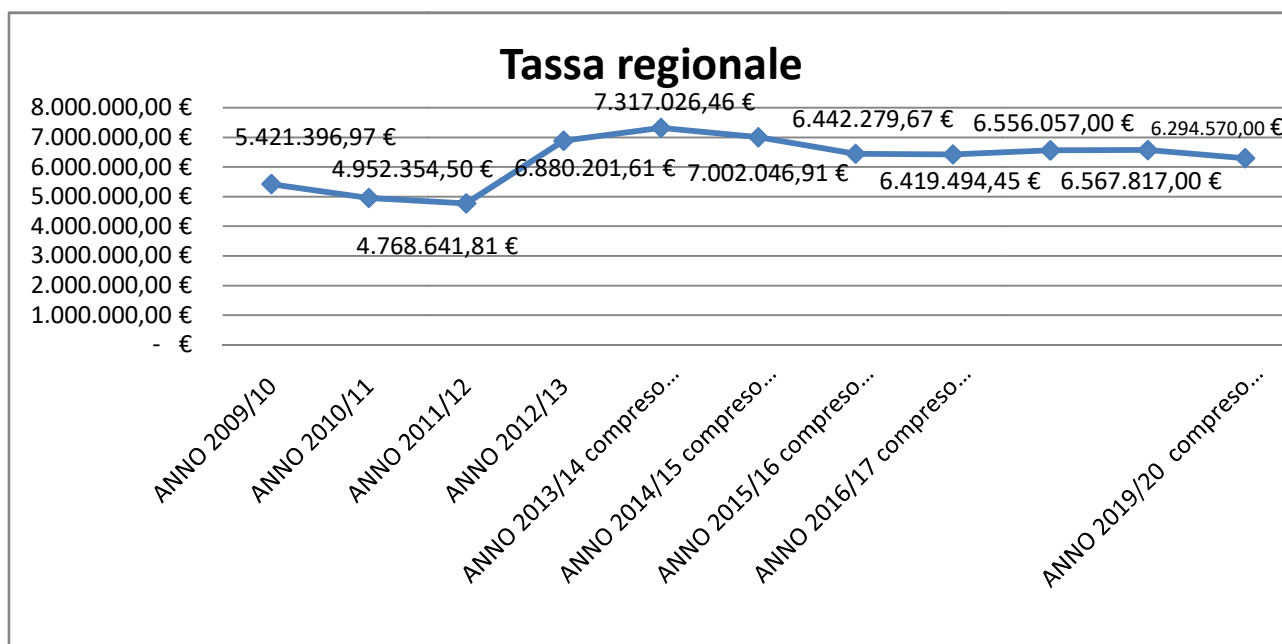 Tassa regionale
8.000.000,00 €
7.000.000,00 €
6.000.000,00 €
5.000.000,00 €
4.000.000,00 €
3.000.000,00 €
2.000.000,00 €
1.000.000,00 €
- €
5.421.396,97 €
4.952.354,50 €
4.768.641,81 €
6.880.201,61 €
7.317.026,46 €
7.002.046,91 €
6.442.279,67 €
6.419.494,45 €
6.556.057,00 €
6.567.817,00 €
6.294.570,00 €
ANNO 2009/10
ANNO 2010/11
ANNO 2011/12
ANNO 2012/13
ANNO 2013/14 compreso...
ANNO 2014/15 compreso...
ANNO 2015/16 compreso...
ANNO 2016/17 compreso...
ANNO 2019/20 compreso...